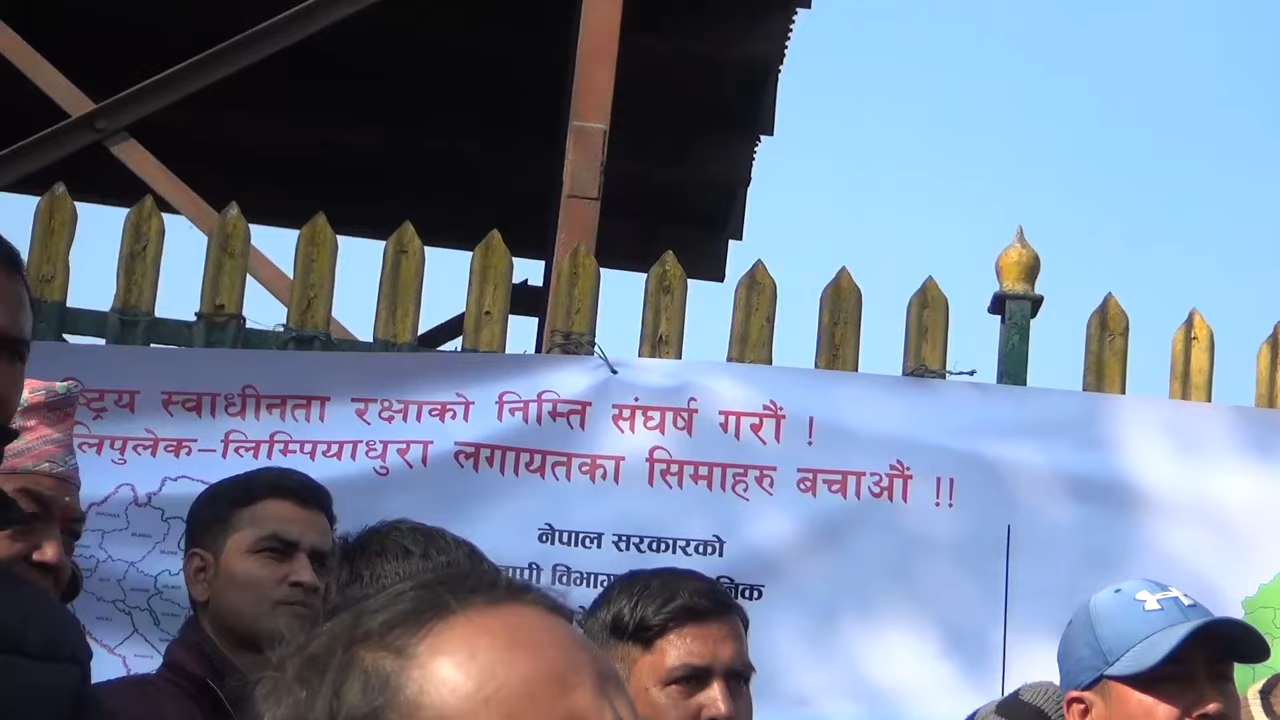 स्वाधीनता रक्षाको निम्ति संघर्ष गरौं !
लिपुलेक-लिम्पियाधुरा लगायतका सिमाहरु बचाऔं !!
नेपाल सरकारको
विभाग